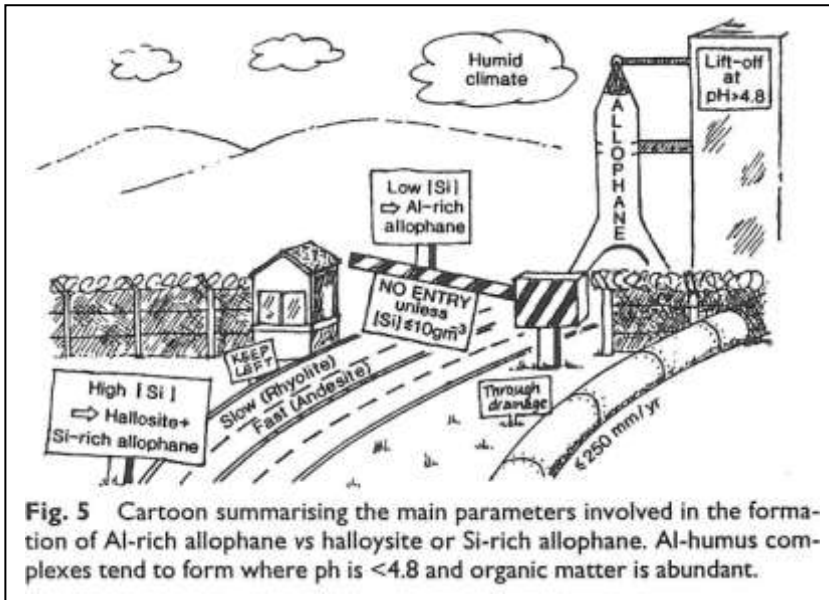 Humid
climate
Lift-off
at
pH>4.8
ALLOPHANE
Low [Si]
⇨ Al-rich
allophane
NO ENTRY
unless
[Si]≤10gm⁻³
KEEP
LEFT
High [Si]
⇨ Hallosite+
Si-rich allophane
Slow (Rhyolite)
Fast (Andesite)
Through
drainage
≤250 mm/yr
Fig. 5 Cartoon summarising the main parameters involved in the forma-
tion of Al-rich allophane vs halloysite or Si-rich allophane. Al-humus com-
plexes tend to form where ph is <4.8 and organic matter is abundant.